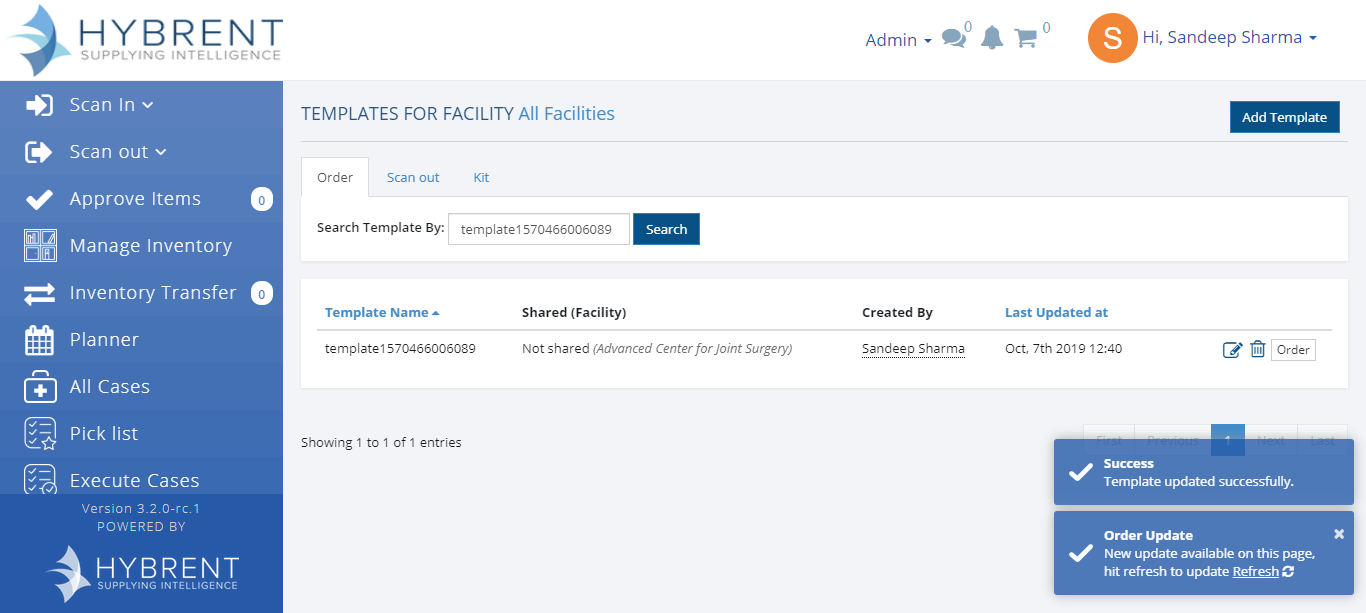 HYBRENT
SUPPLYING INTELLIGENCE
Admin
0
0
S
Hi, Sandeep Sharma
Scan In
Scan out
Approve Items
0
Manage Inventory
Inventory Transfer
0
Planner
All Cases
Pick list
Execute Cases
Version 3.2.0-rc.1
POWERED BY
HYBRENT
SUPPLYING INTELLIGENCE
TEMPLATES FOR FACILITY All Facilities
Add Template
Order Scan out Kit
Search Template By: template1570466006089 Search
Template Name Shared (Facility) Created By Last Updated at
template1570466006089 Not shared (Advanced Center for Joint Surgery) Sandeep Sharma Oct, 7th 2019 12:40 Order
Showing 1 to 1 of 1 entries
First Previous 1 Next Last
Success
Template updated successfully.
Order Update
New update available on this page,
hit refresh to update Refresh